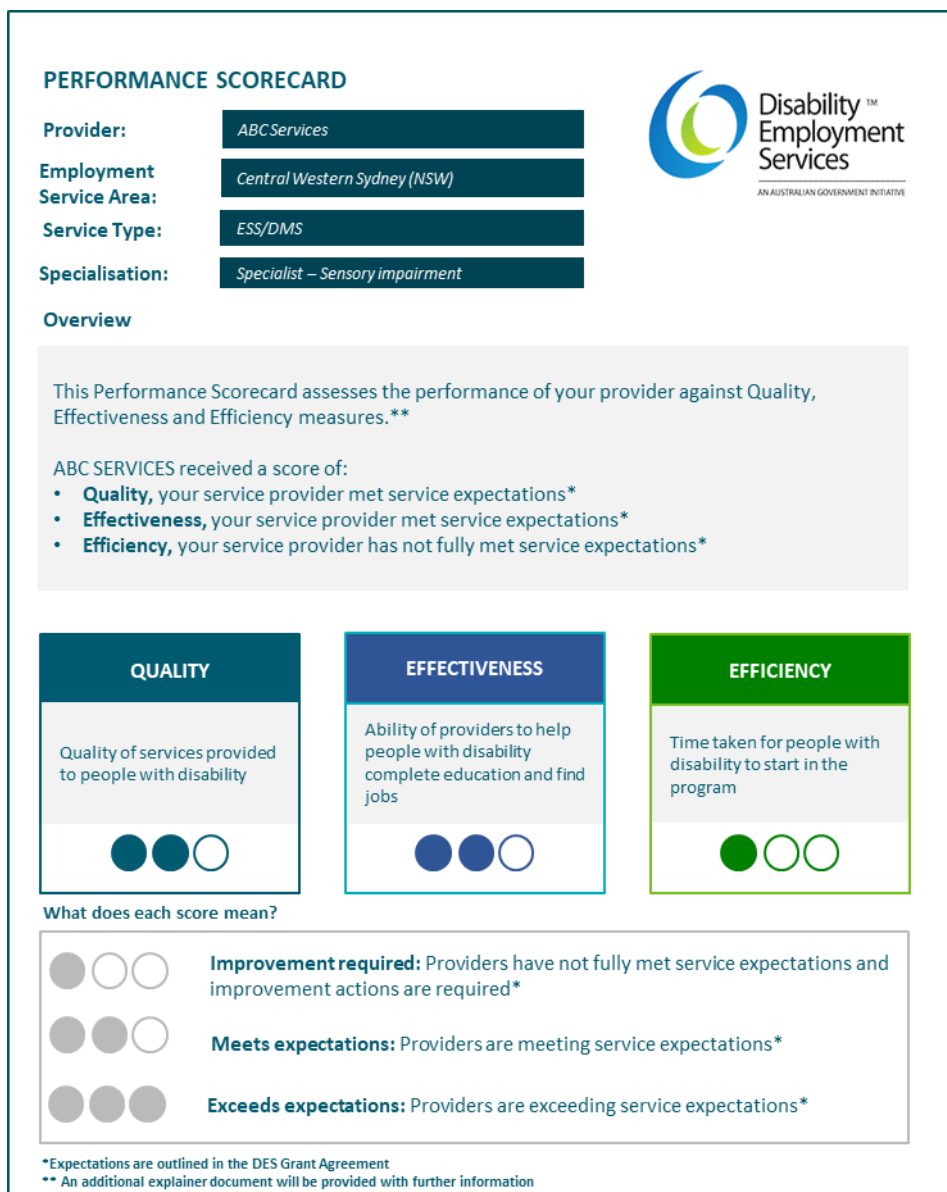 PERFORMANCE SCORECARD
Disability ™
Employment
Services
AN AUSTRALIAN GOVERNMENT INITIATIVE
Provider: ABC Services
Employment
Service Area: Central Western Sydney (NSW)
Service Type: ESS/DMS
Specialisation: Specialist – Sensory impairment
Overview
This Performance Scorecard assesses the performance of your provider against Quality,
Effectiveness and Efficiency measures.**
ABC SERVICES received a score of:
• Quality, your service provider met service expectations*
• Effectiveness, your service provider met service expectations*
• Efficiency, your service provider has not fully met service expectations*
QUALITY
Quality of services provided
to people with disability
EFFECTIVENESS
Ability of providers to help
people with disability
complete education and find
jobs
EFFICIENCY
Time taken for people with
disability to start in the
program
What does each score mean?
Improvement required: Providers have not fully met service expectations and
improvement actions are required*
Meets expectations: Providers are meeting service expectations*
Exceeds expectations: Providers are exceeding service expectations*
*Expectations are outlined in the DES Grant Agreement
** An additional explainer document will be provided with further information